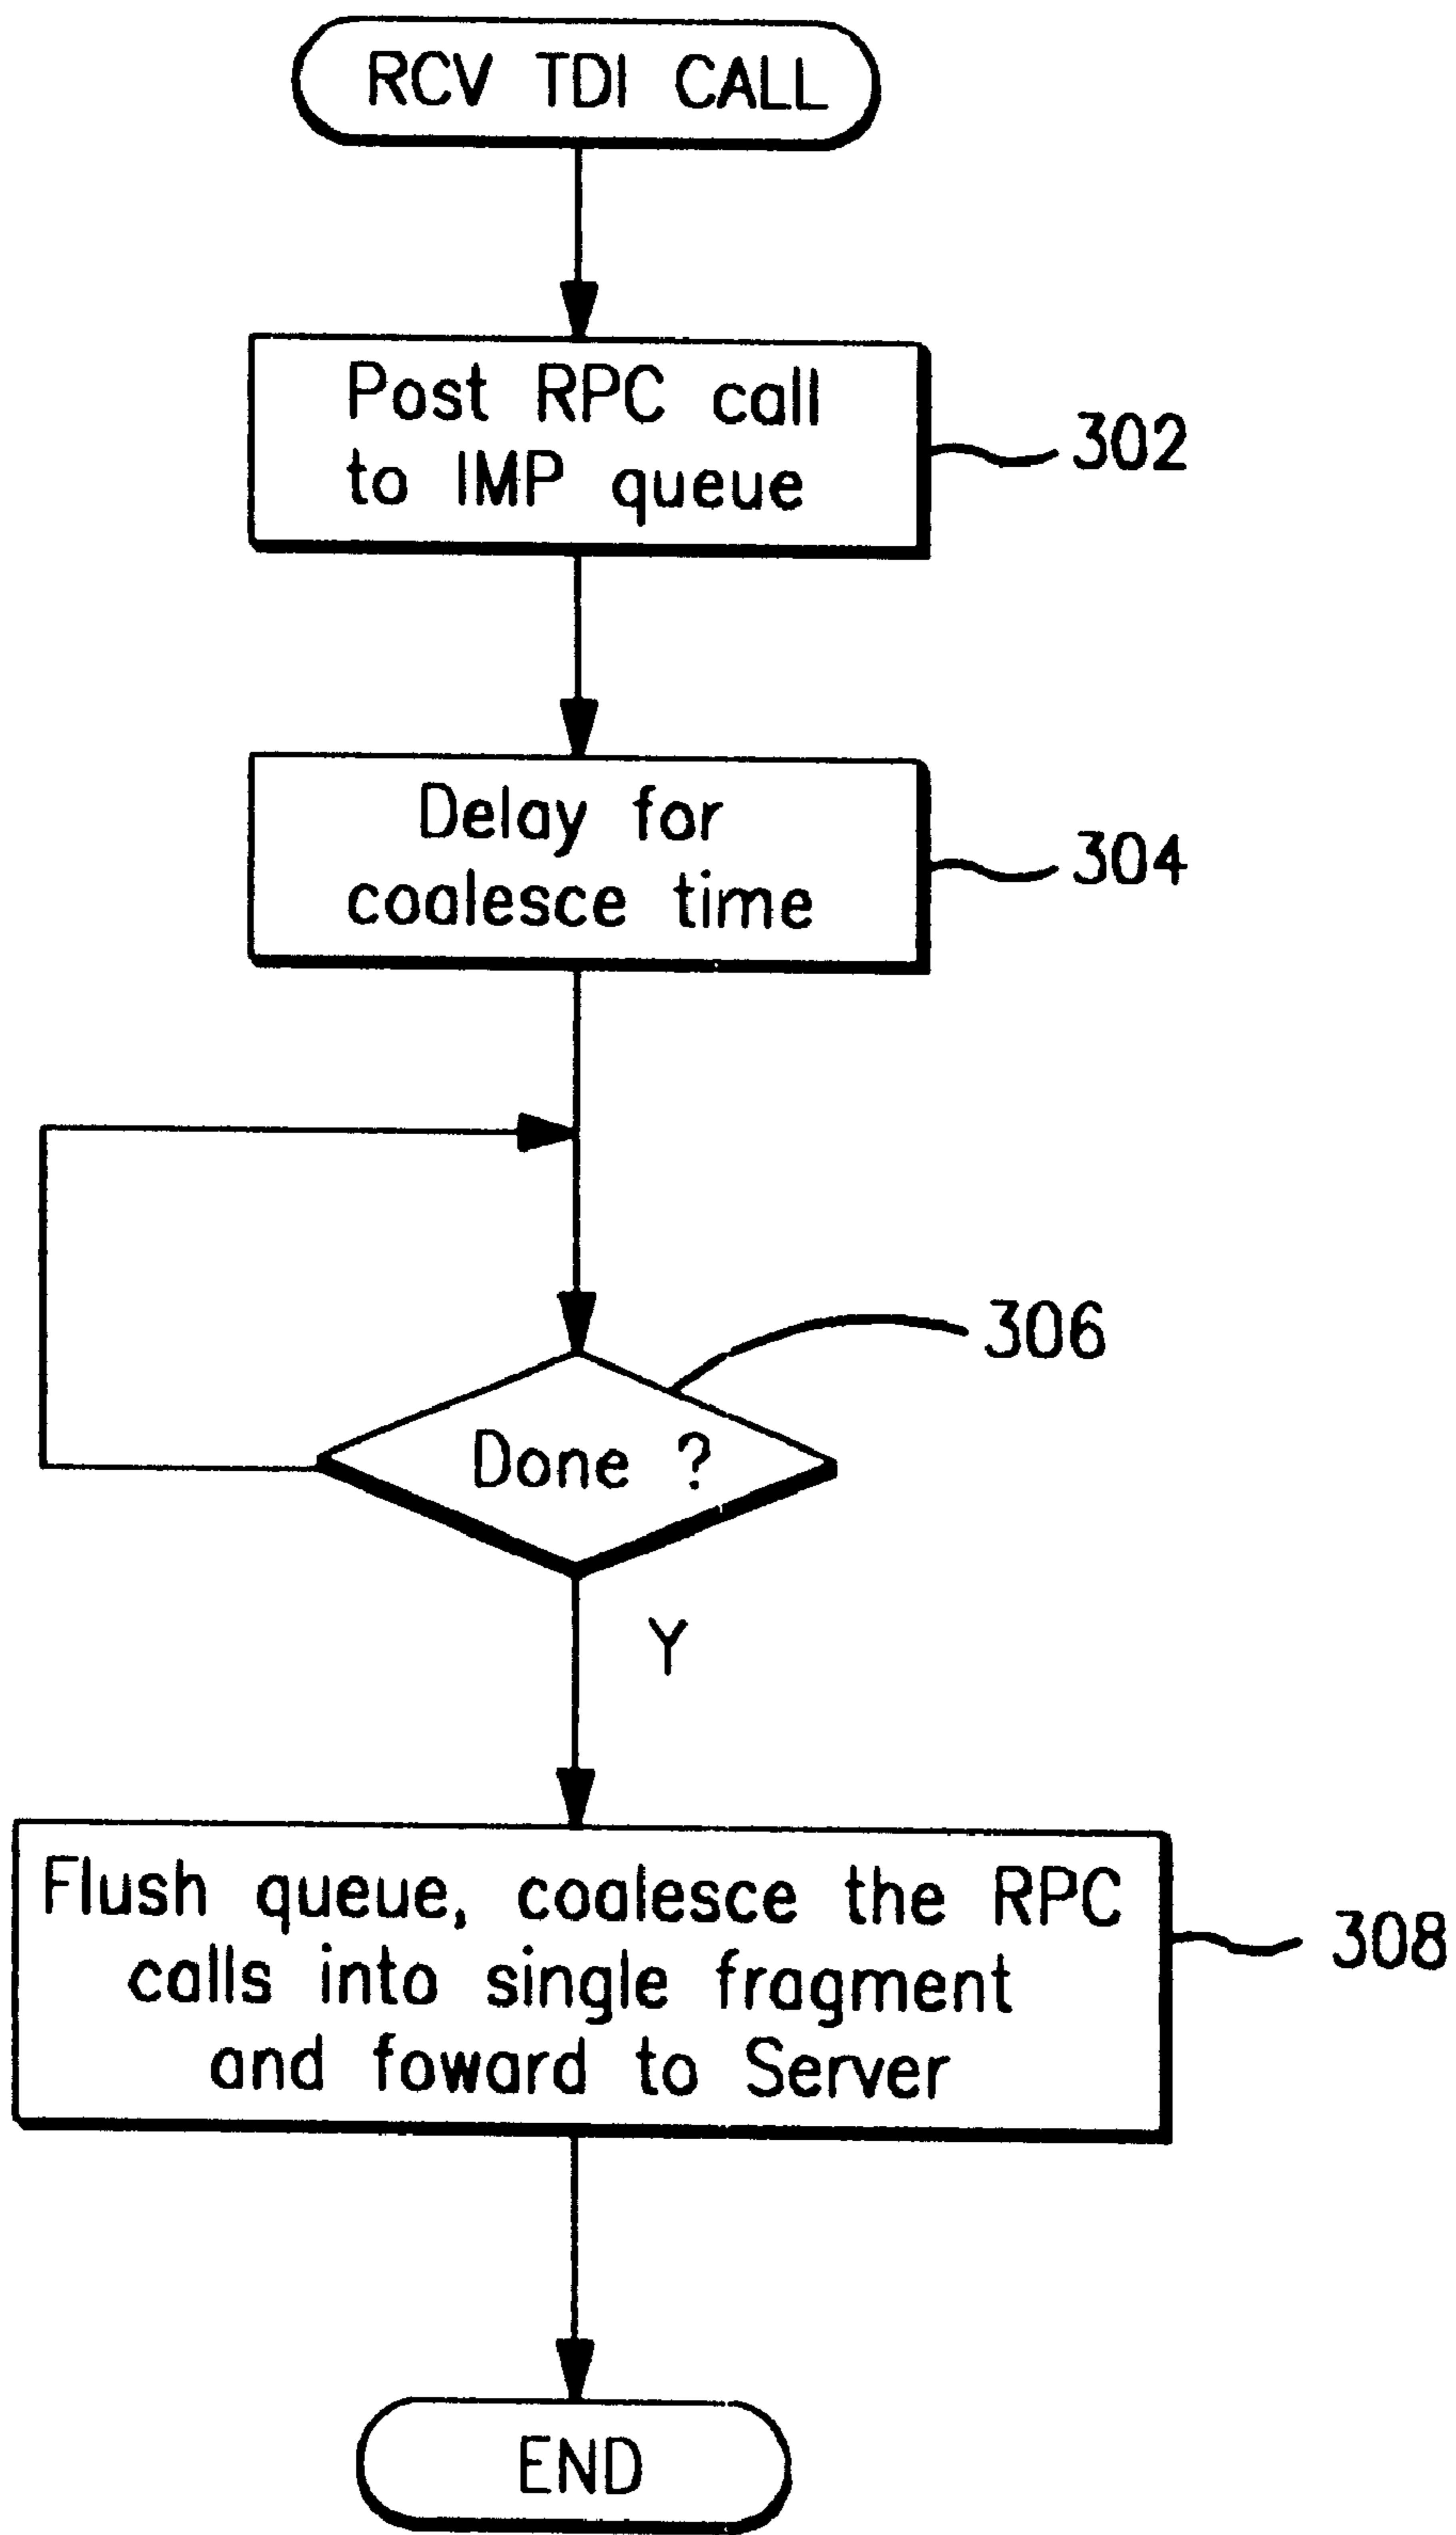 RCV TDI CALL
Post RPC call
to IMP queue
302
Delay for
coalesce time
304
306
Done ?
Y
Flush queue, coalesce the RPC
calls into single fragment
and foward to Server
308
END